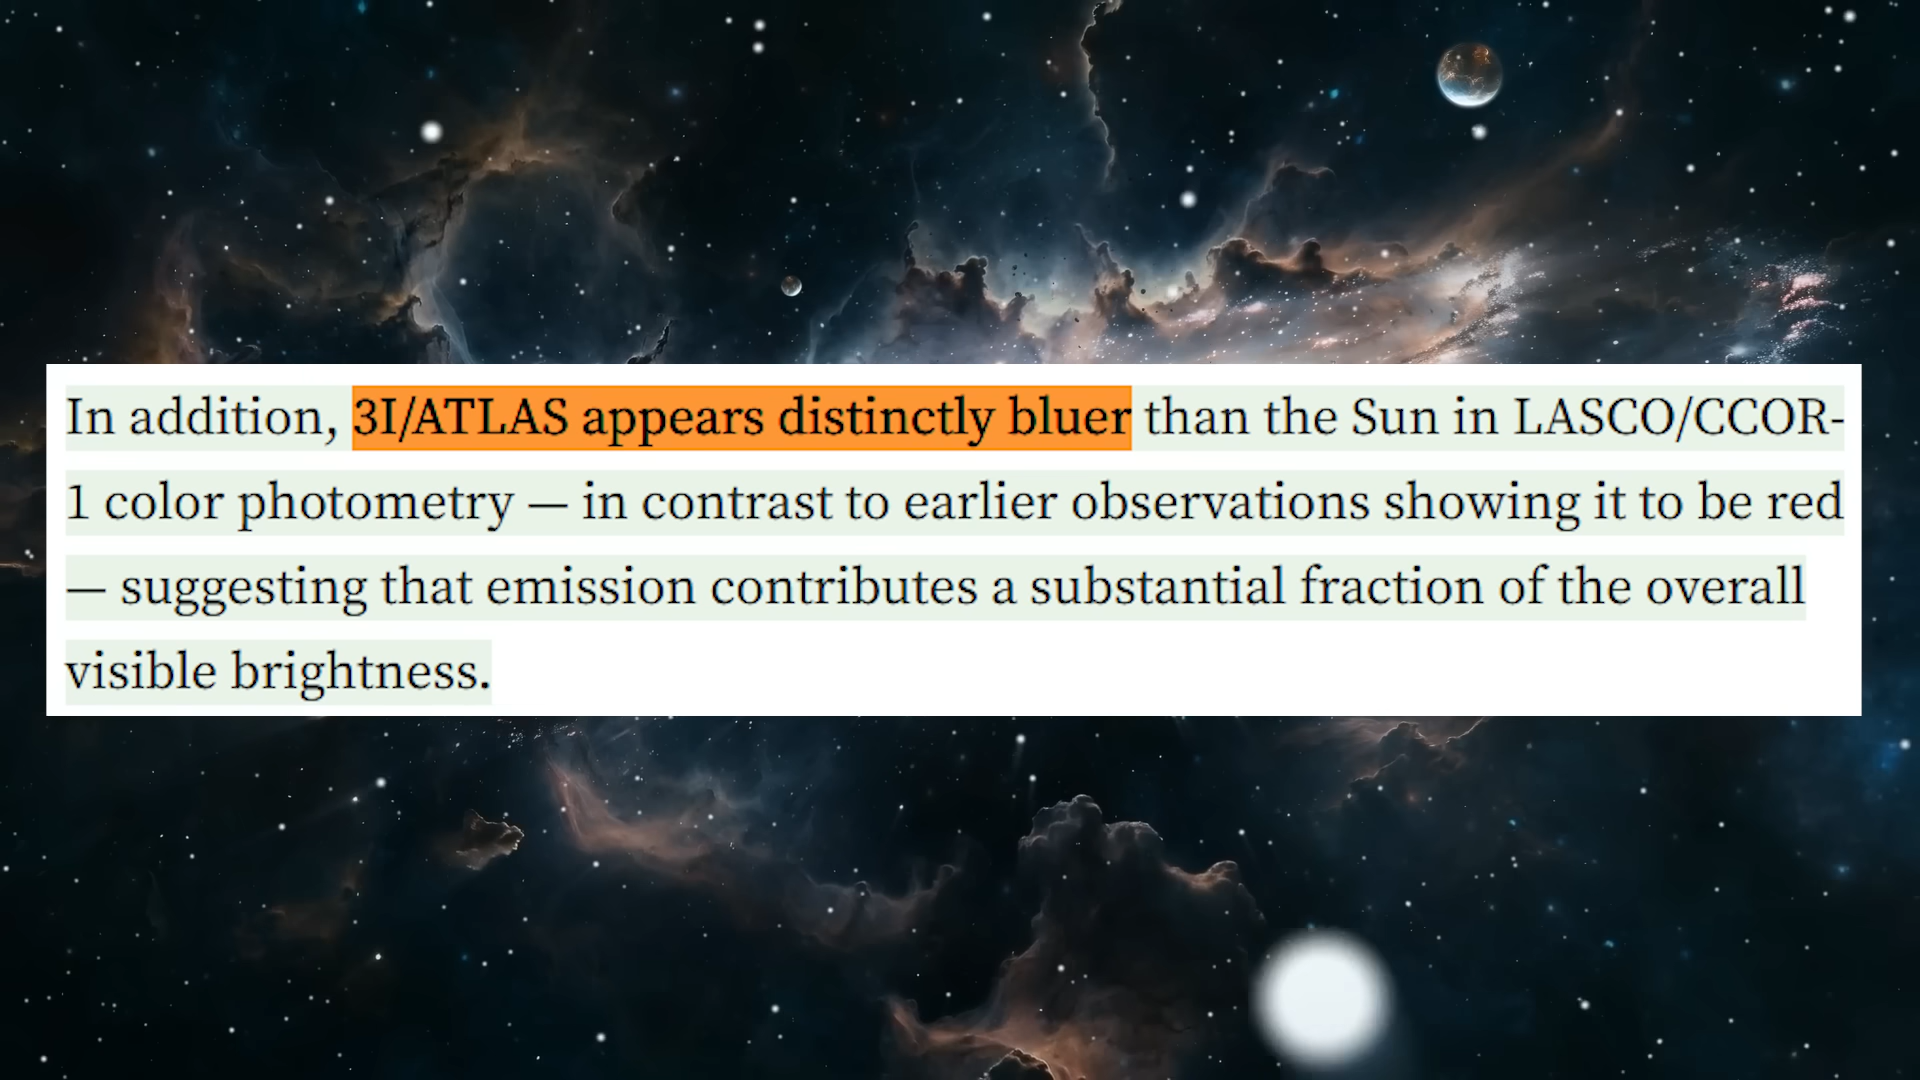 In addition, 3I/ATLAS appears distinctly bluer than the Sun in LASCO/CCOR-
1 color photometry — in contrast to earlier observations showing it to be red
— suggesting that emission contributes a substantial fraction of the overall
visible brightness.